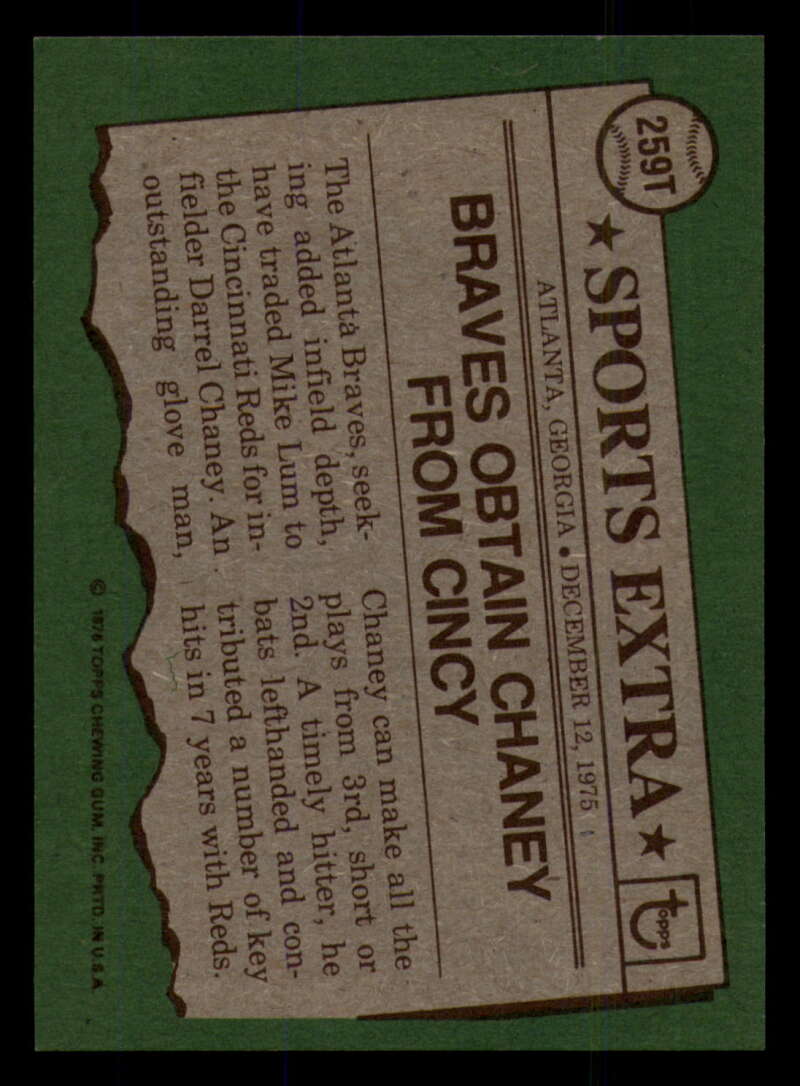 259T
★ SPORTS EXTRA ★
topps
ATLANTA, GEORGIA • DECEMBER 12, 1975
BRAVES OBTAIN CHANEY
FROM CINCY
The Atlanta Braves, seek-
ing added infield depth,
have traded Mike Lum to
the Cincinnati Reds for in-
fielder Darrel Chaney. An
outstanding glove man,
Chaney can make all the
plays from 3rd, short or
2nd. A timely hitter, he
bats lefthanded and con-
tributed a number of key
hits in 7 years with Reds.
© 1976 TOPPS CHEWING GUM, INC. PRTD. IN U.S.A.